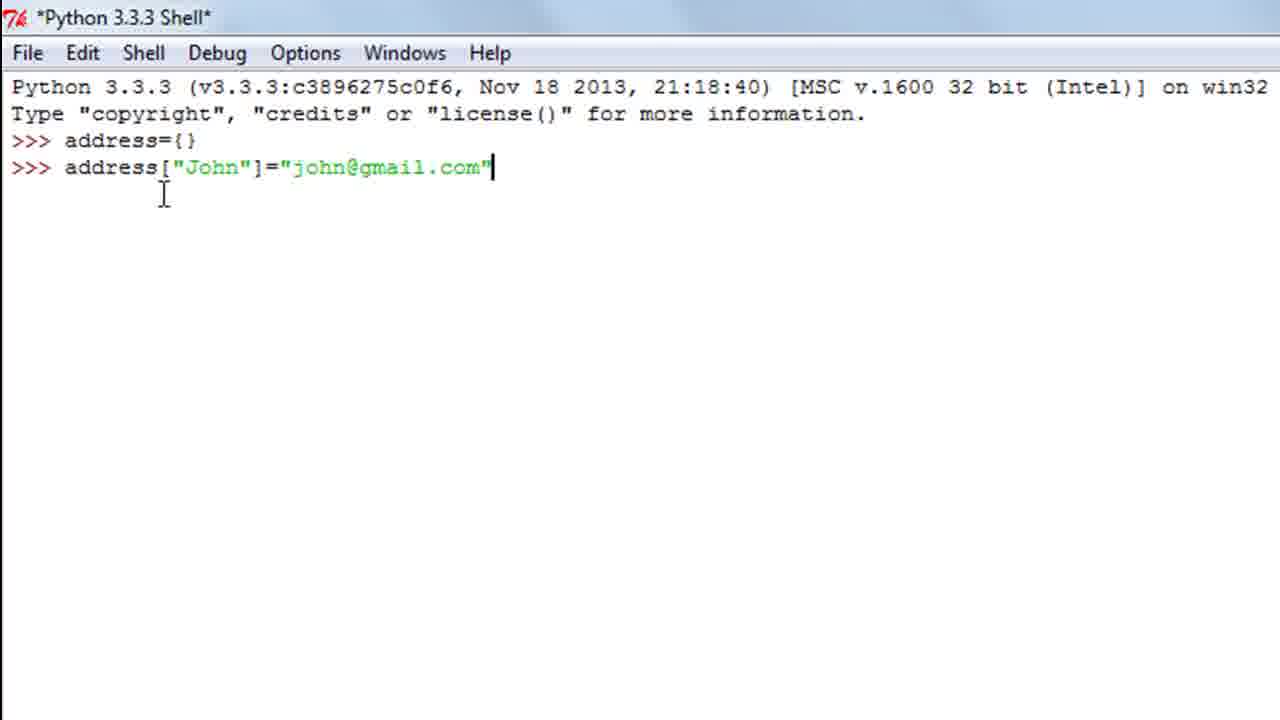 *Python 3.3.3 Shell*
File Edit Shell Debug Options Windows Help
Python 3.3.3 (v3.3.3:c3896275c0f6, Nov 18 2013, 21:18:40) [MSC v.1600 32 bit (Intel)] on win32
Type "copyright", "credits" or "license()" for more information.
>>> address={}
>>> address["John"]="john@gmail.com"